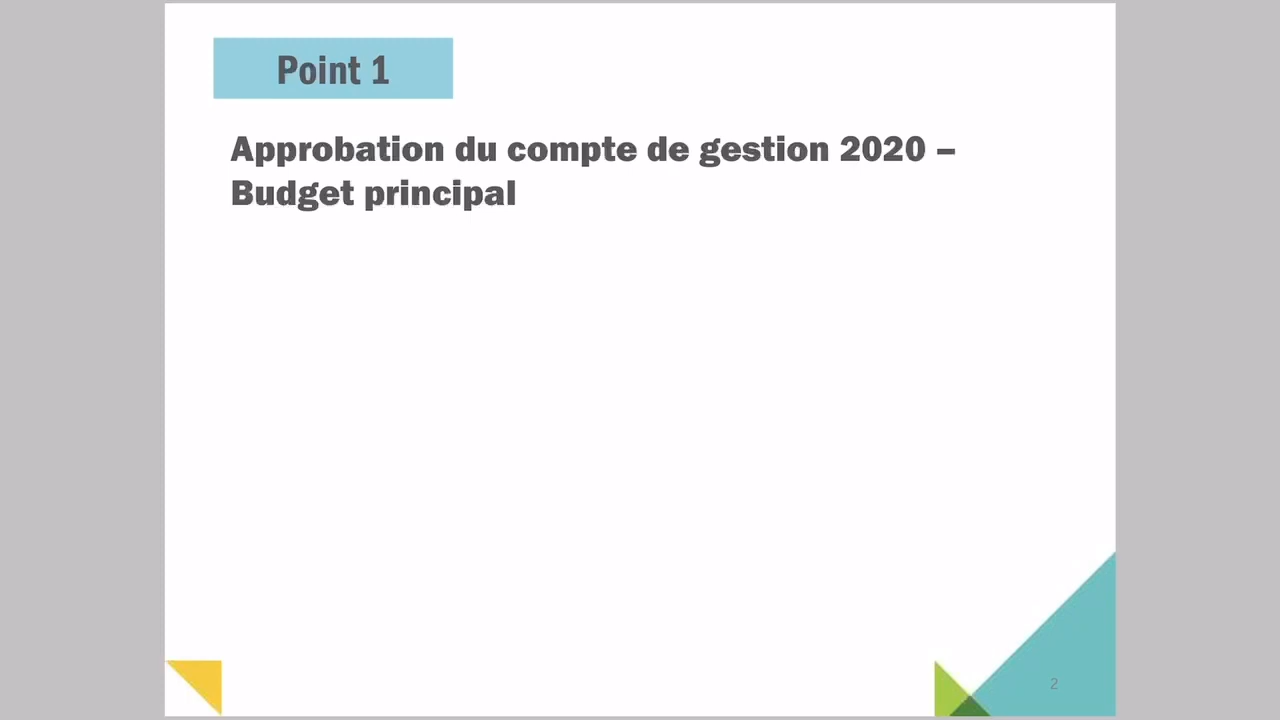 Point 1
Approbation du compte de gestion 2020 –
Budget principal
2